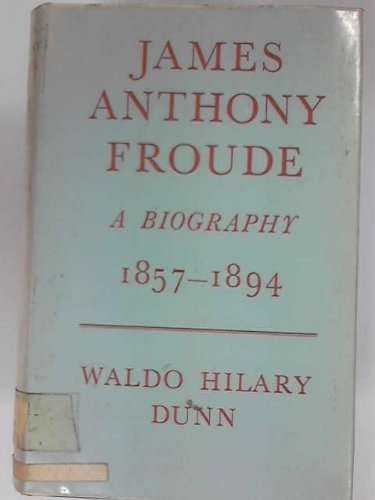 JAMES
ANTHONY
FROUDE
A BIOGRAPHY
1857–1894
WALDO HILARY
DUNN